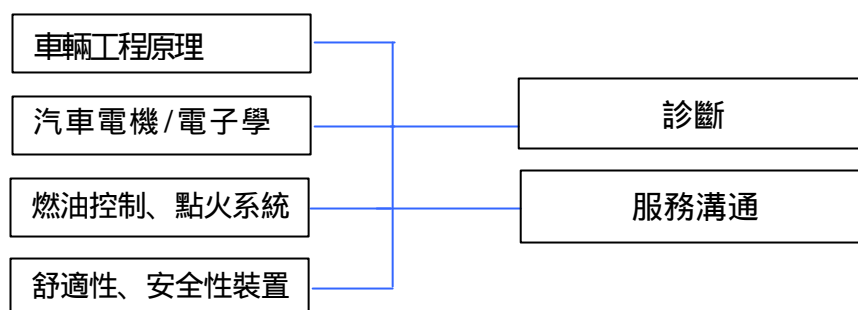 車輛工程原理
汽車電機/電子學
燃油控制、點火系統
舒適性、安全性裝置
診斷
服務溝通